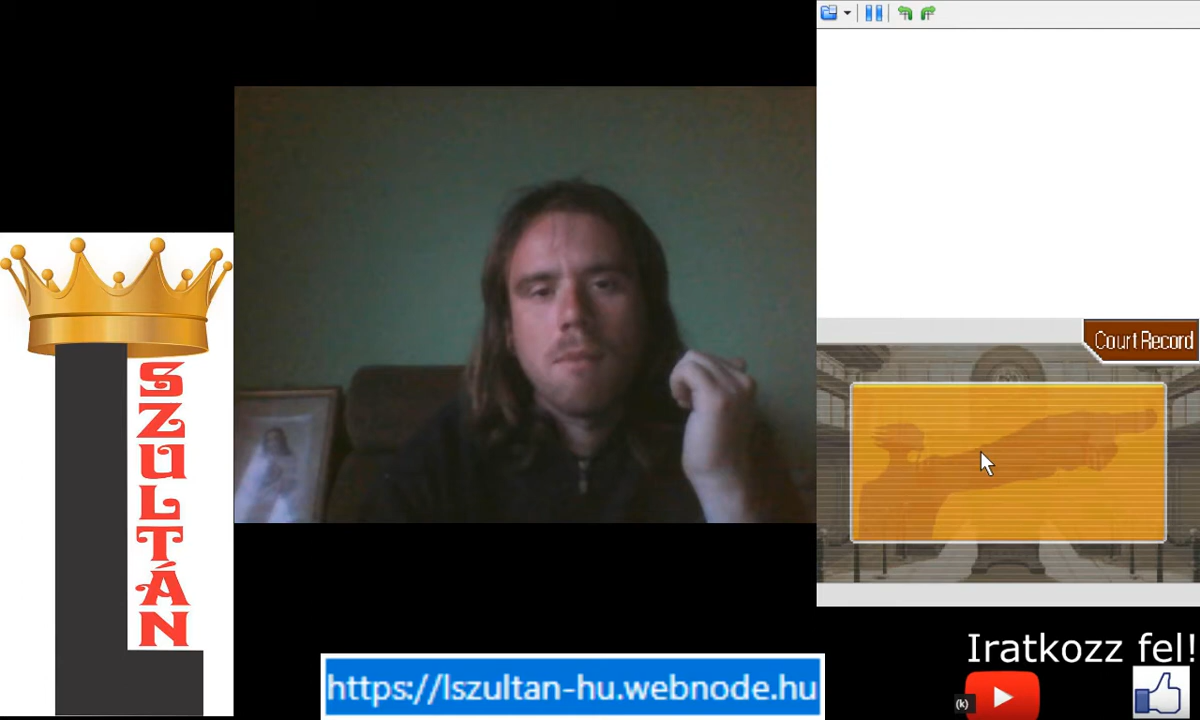 Court Record
SZULTÁN
Iratkozz fel!
https://lszultan-hu.webnode.hu
(k)